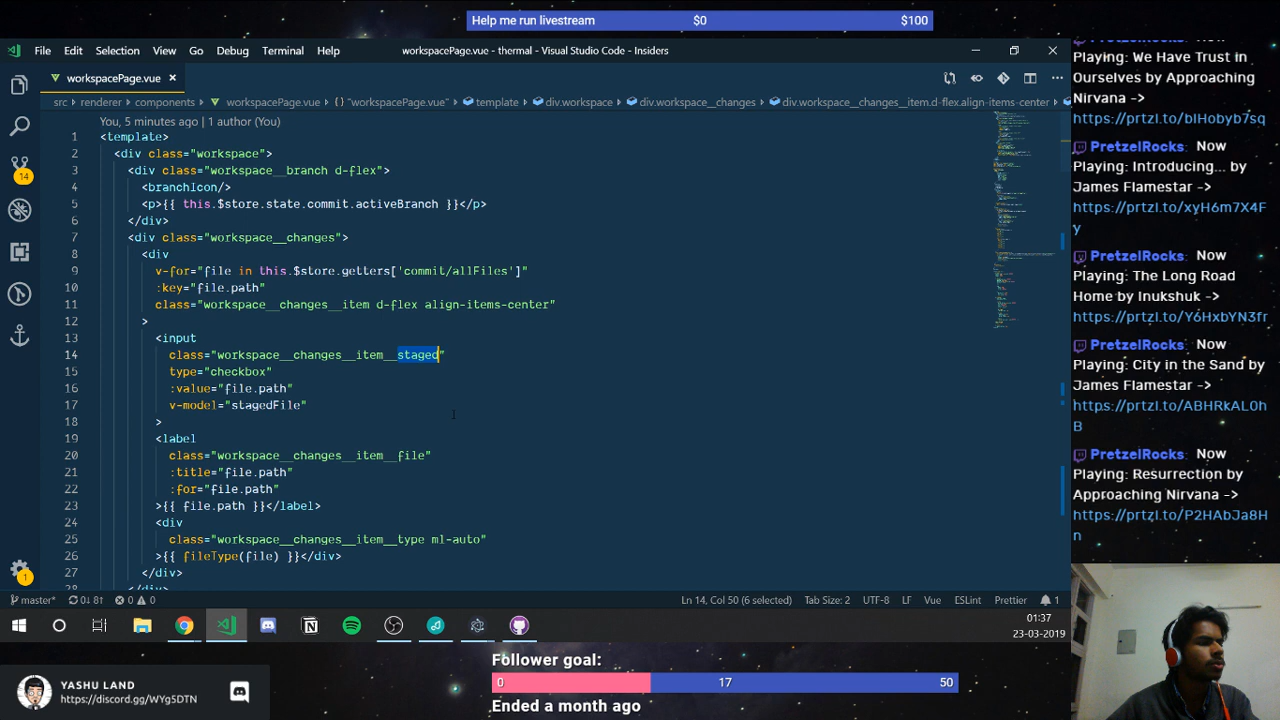 Help me run livestream $0 $100
File Edit Selection View Go Debug Terminal Help workspacePage.vue - thermal - Visual Studio Code - Insiders
workspacePage.vue
src > renderer > components > workspacePage.vue > {} "workspacePage.vue" > template > div.workspace > div.workspace__changes > div.workspace__changes__item.d-flex.align-items-center >
You, 5 minutes ago | 1 author (You)
1 <template>
2 <div class="workspace">
3 <div class="workspace__branch d-flex">
4 <branchIcon/>
5 <p>{{ this.$store.state.commit.activeBranch }}</p>
6 </div>
7 <div class="workspace__changes">
8 <div
9 v-for="file in this.$store.getters['commit/allFiles']"
10 :key="file.path"
11 class="workspace__changes__item d-flex align-items-center"
12 >
13 <input
14 class="workspace__changes__item__staged"
15 type="checkbox"
16 :value="file.path"
17 v-model="stagedFile"
18 >
19 <label
20 class="workspace__changes__item__file"
21 :title="file.path"
22 :for="file.path"
23 >{{ file.path }}</label>
24 <div
25 class="workspace__changes__item__type ml-auto"
26 >{{ fileType(file) }}</div>
27 </div>
28 </div>
14
1
master* 0↓ 8↑ 0 0 Ln 14, Col 50 (6 selected) Tab Size: 2 UTF-8 LF Vue ESLint Prettier 1
01:37
23-03-2019
PretzelRocks: Now
Playing: We Have Trust in
Ourselves by Approaching
Nirvana ->
https://prtzl.to/bIHobyb7sq
PretzelRocks: Now
Playing: Introducing... by
James Flamestar ->
https://prtzl.to/xyH6m7X4F
y
PretzelRocks: Now
Playing: The Long Road
Home by Inukshuk ->
https://prtzl.to/Y6HxbYN3fr
PretzelRocks: Now
Playing: City in the Sand by
James Flamestar ->
https://prtzl.to/ABHRkAL0h
B
PretzelRocks: Now
Playing: Resurrection by
Approaching Nirvana ->
https://prtzl.to/P2HAbJa8H
n
YASHU LAND
https://discord.gg/WYg5DTN
Follower goal:
0 17 50
Ended a month ago